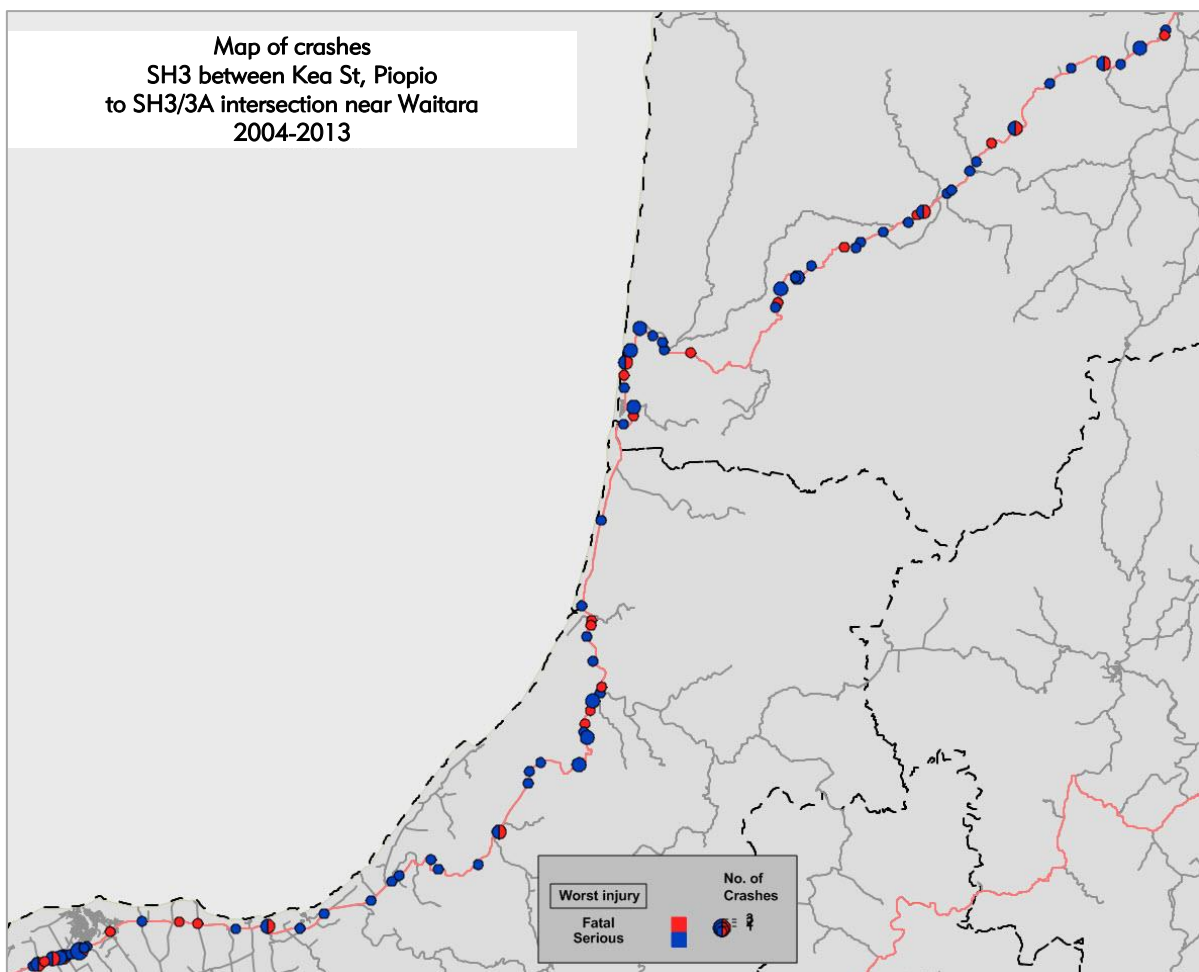 Map of crashes
SH3 between Kea St, Piopio
to SH3/3A intersection near Waitara
2004-2013
No. of
Crashes
Worst injury
Fatal
Serious